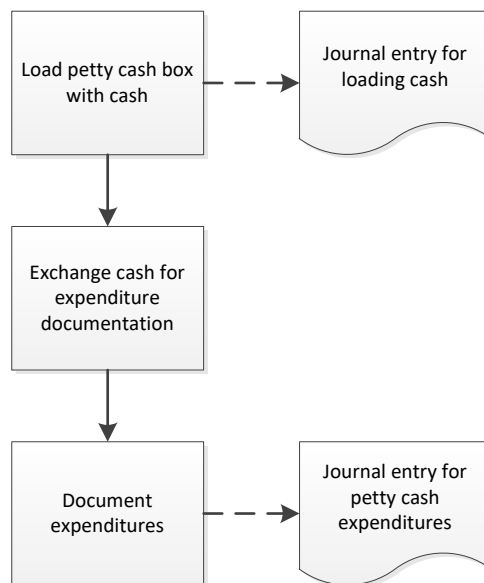 Load petty cash box
with cash
Journal entry for
loading cash
Exchange cash for
expenditure
documentation
Document
expenditures
Journal entry for
petty cash
expenditures